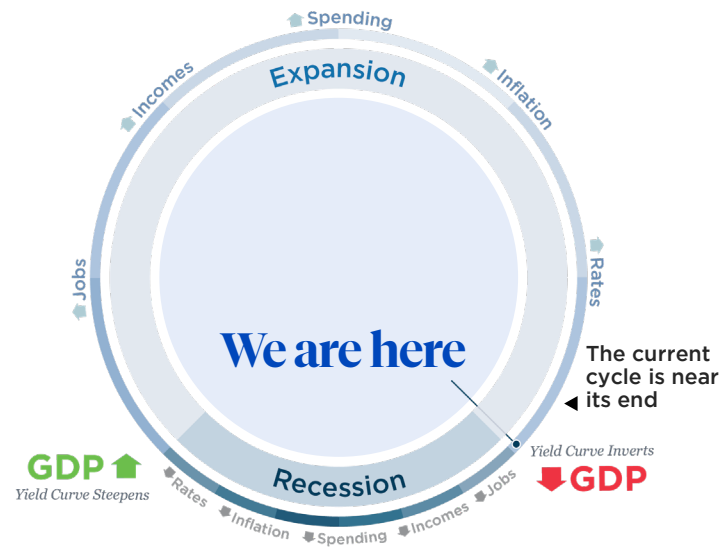 Spending
Expansion
Incomes
Inflation
Jobs
Rates
We are here
The current
cycle is near
its end
GDP
Yield Curve Steepens
Yield Curve Inverts
GDP
Recession
Rates
Inflation
Spending
Incomes
Jobs